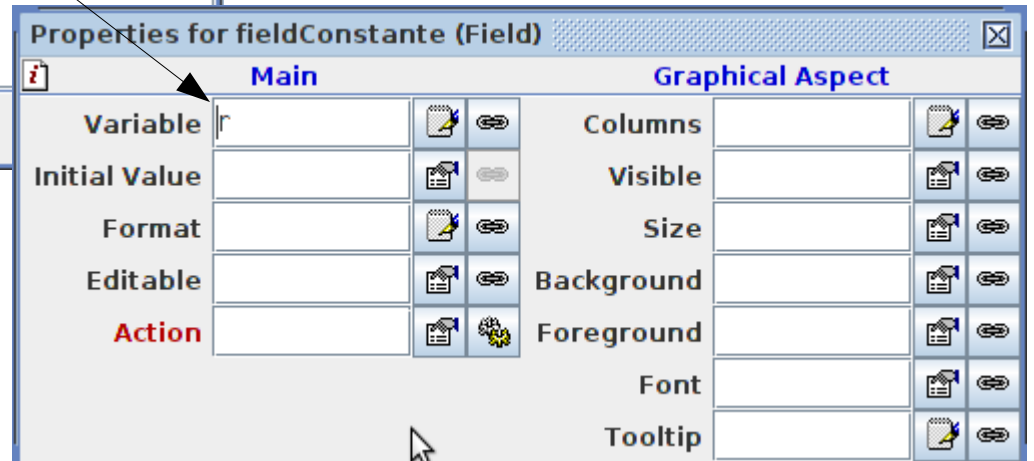 Properties for fieldConstante (Field)
i Main Graphical Aspect
Variable r Columns
Initial Value Visible
Format Size
Editable Background
Action Foreground
Font
Tooltip